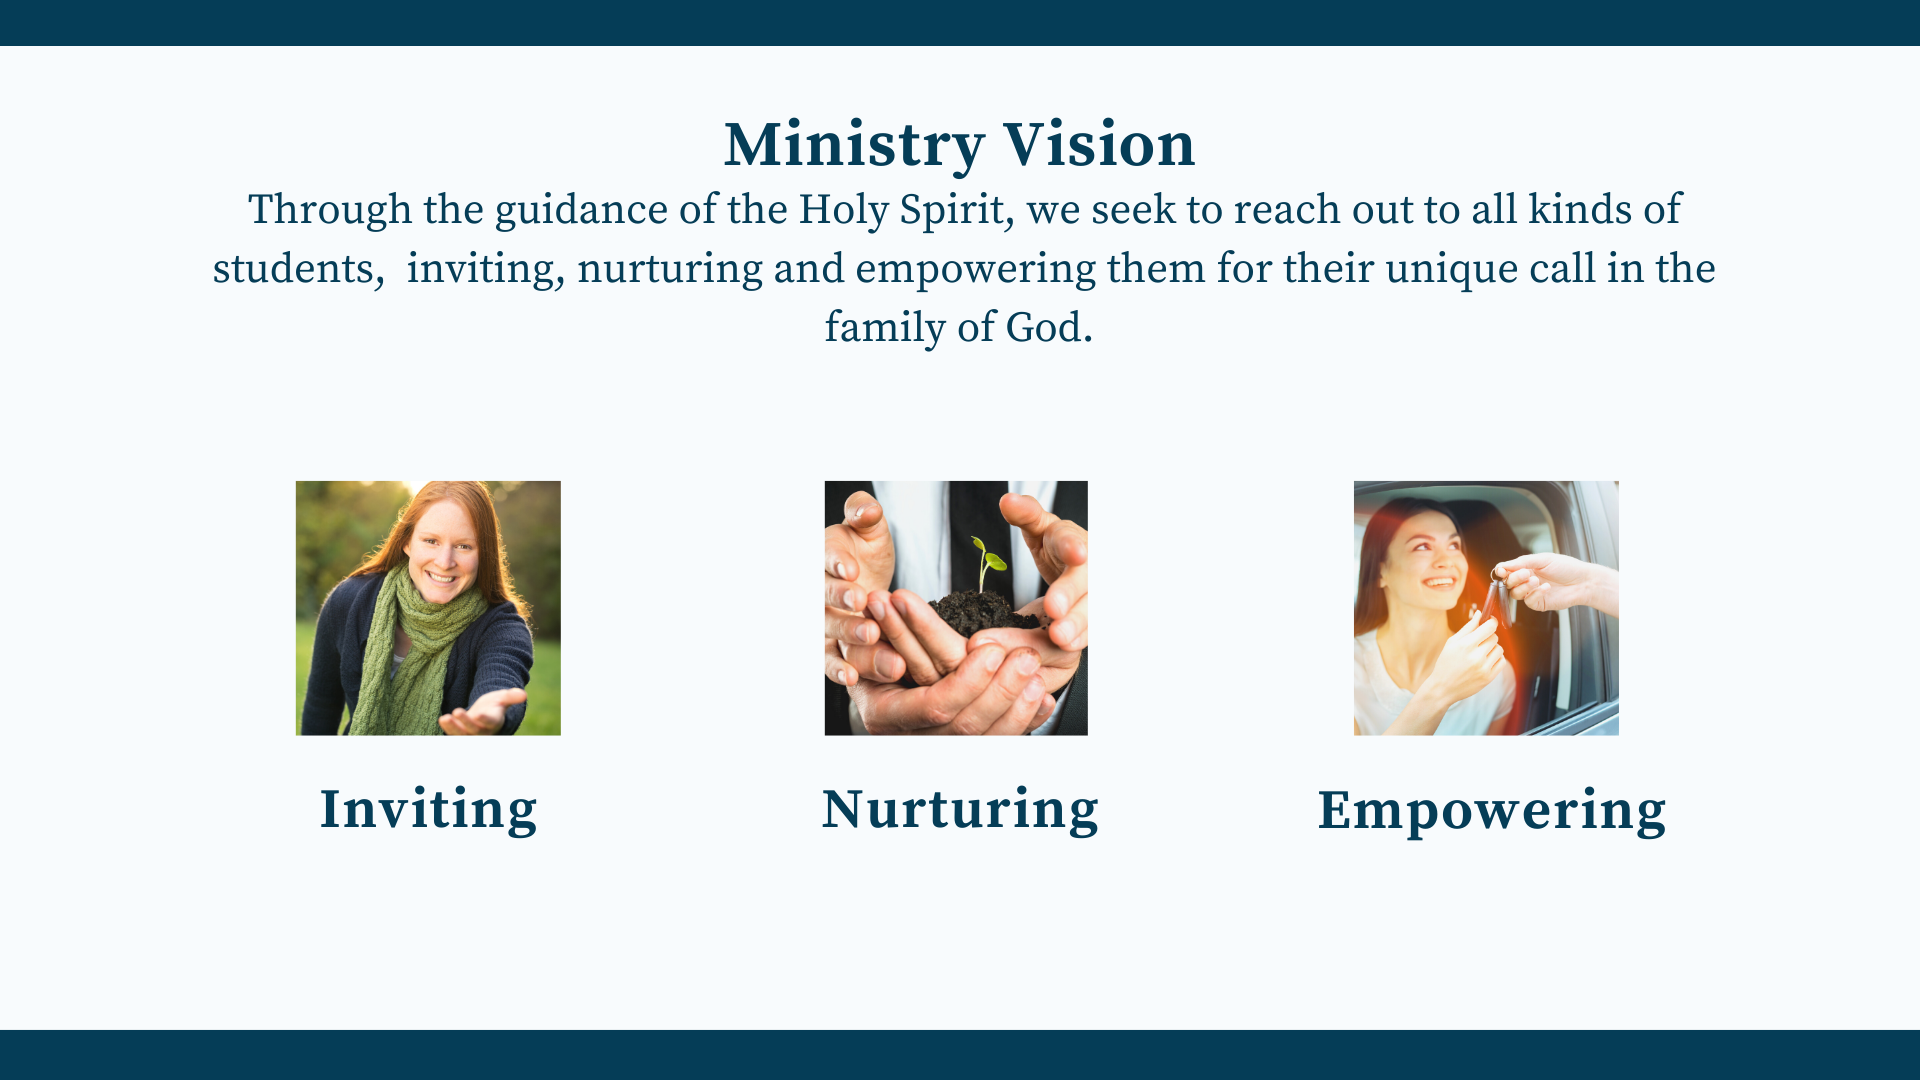 Ministry Vision
Through the guidance of the Holy Spirit, we seek to reach out to all kinds of
students,  inviting, nurturing and empowering them for their unique call in the
family of God.
Inviting
Nurturing
Empowering